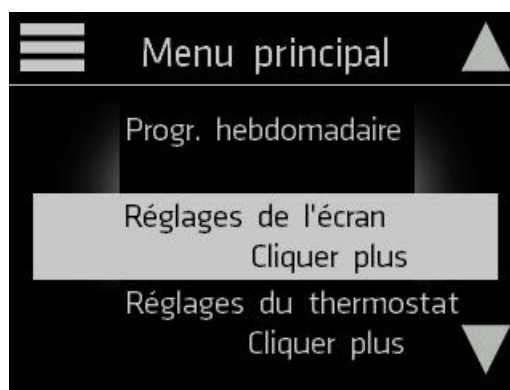 Menu principal
Progr. hebdomadaire
Réglages de l'écran
Cliquer plus
Réglages du thermostat
Cliquer plus